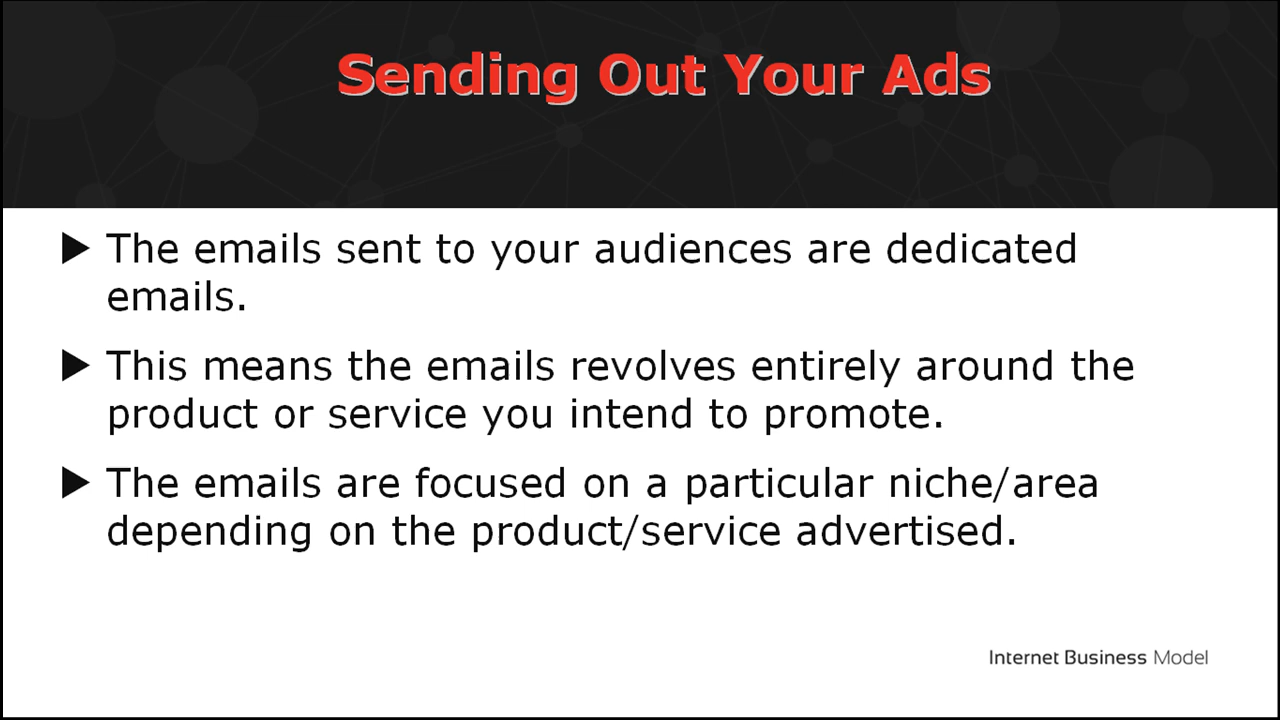 Sending Out Your Ads
The emails sent to your audiences are dedicated
emails.
This means the emails revolves entirely around the
product or service you intend to promote.
The emails are focused on a particular niche/area
depending on the product/service advertised.
Internet Business Model